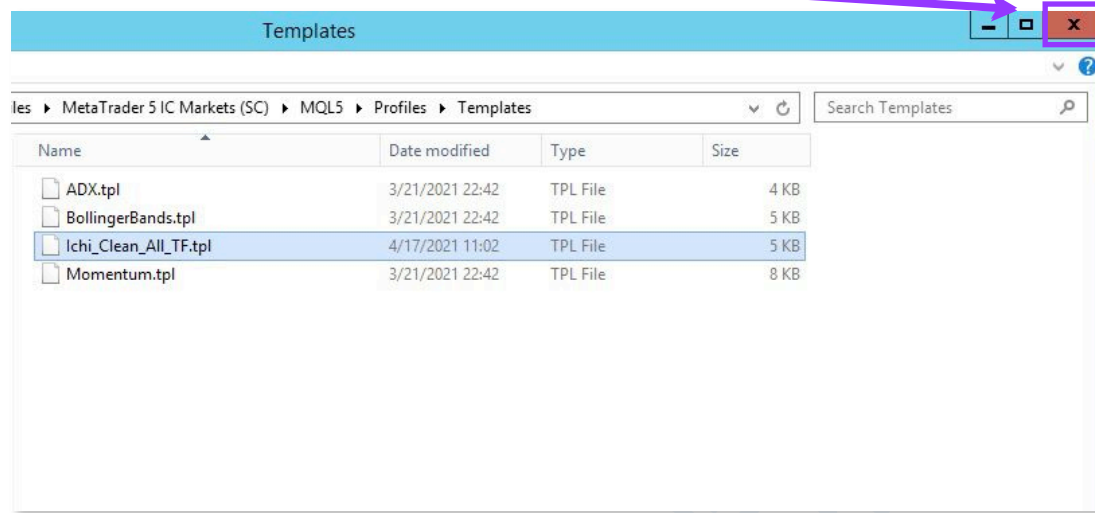 Templates
les ▸ MetaTrader 5 IC Markets (SC) ▸ MQL5 ▸ Profiles ▸ Templates Search Templates
Name Date modified Type Size
ADX.tpl 3/21/2021 22:42 TPL File 4 KB
BollingerBands.tpl 3/21/2021 22:42 TPL File 5 KB
Ichi_Clean_All_TF.tpl 4/17/2021 11:02 TPL File 5 KB
Momentum.tpl 3/21/2021 22:42 TPL File 8 KB